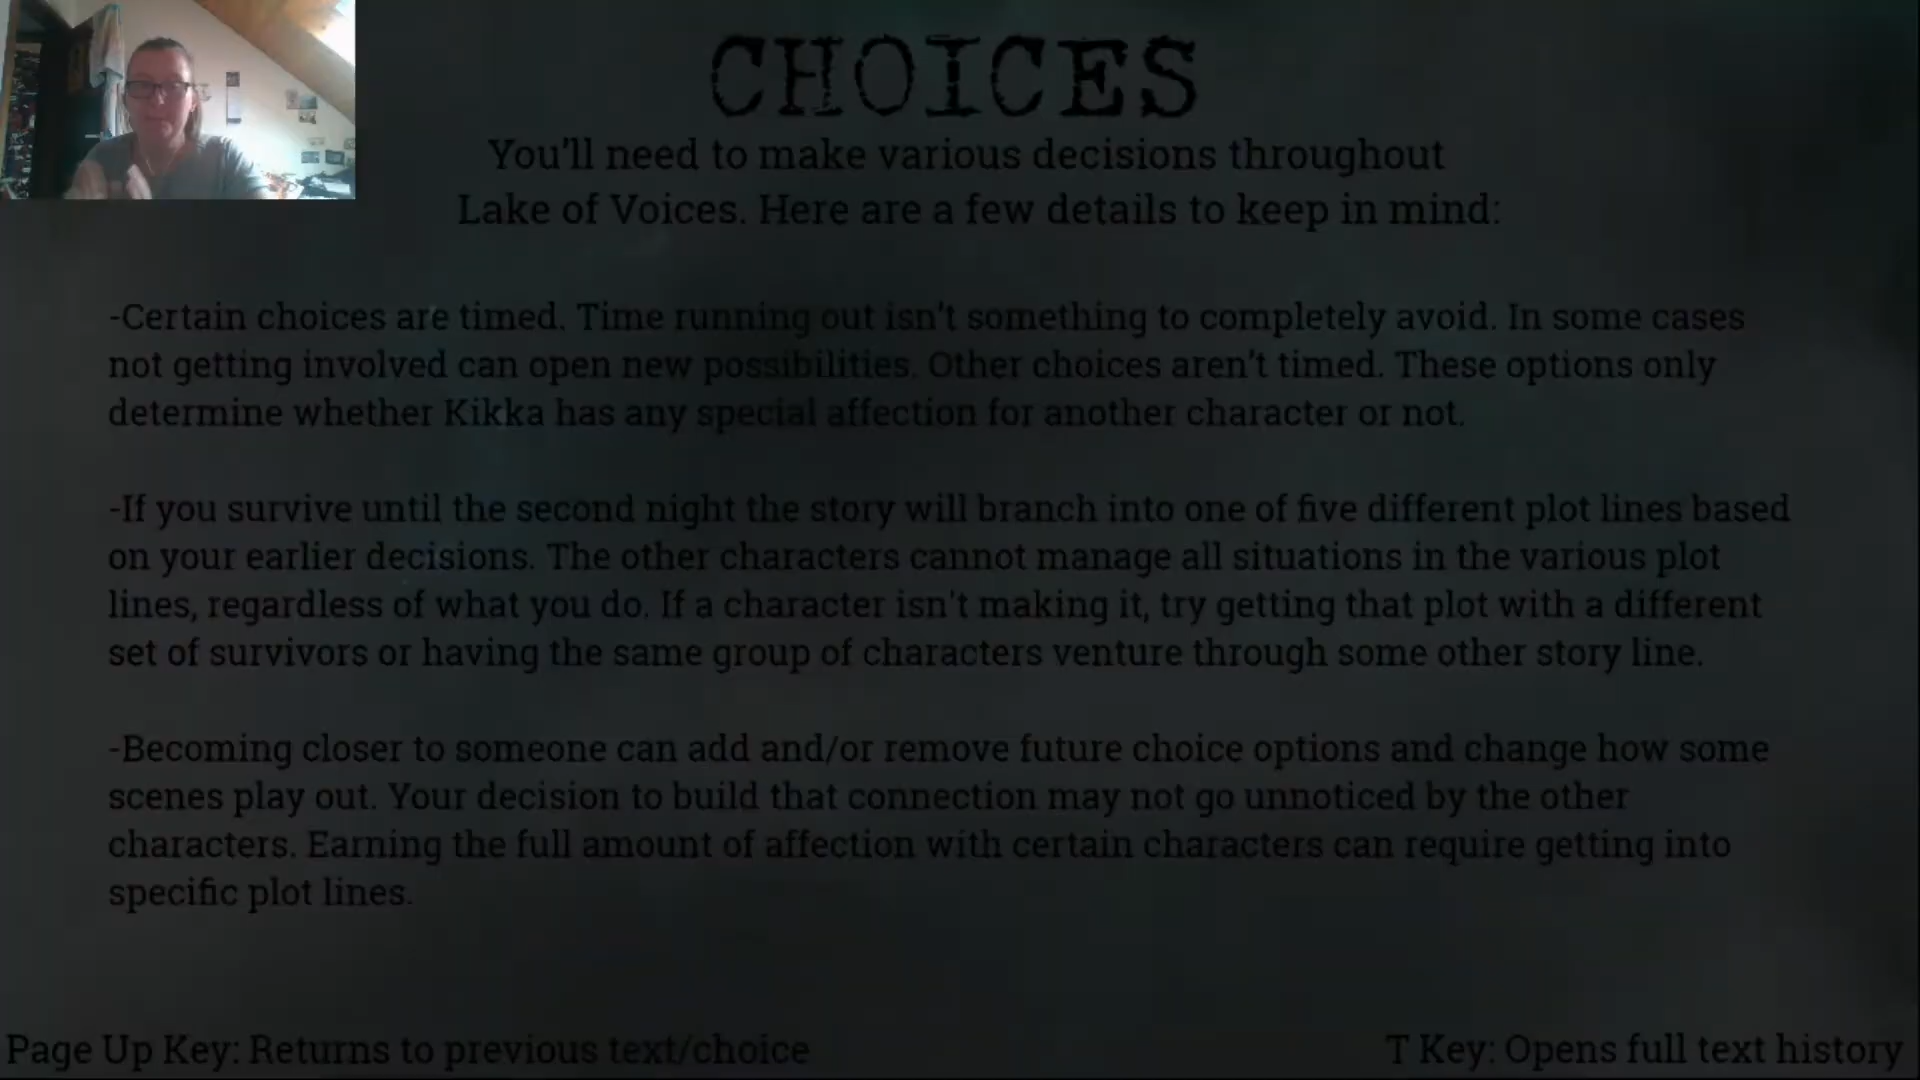 CHOICES
You'll need to make various decisions throughout
Lake of Voices. Here are a few details to keep in mind:
-Certain choices are timed. Time running out isn't something to completely avoid. In some cases
not getting involved can open new possibilities. Other choices aren't timed. These options only
determine whether Kikka has any special affection for another character or not.
-If you survive until the second night the story will branch into one of five different plot lines based
on your earlier decisions. The other characters cannot manage all situations in the various plot
lines, regardless of what you do. If a character isn't making it, try getting that plot with a different
set of survivors or having the same group of characters venture through some other story line.
-Becoming closer to someone can add and/or remove future choice options and change how some
scenes play out. Your decision to build that connection may not go unnoticed by the other
characters. Earning the full amount of affection with certain characters can require getting into
specific plot lines.
Page Up Key: Returns to previous text/choice
T Key: Opens full text history